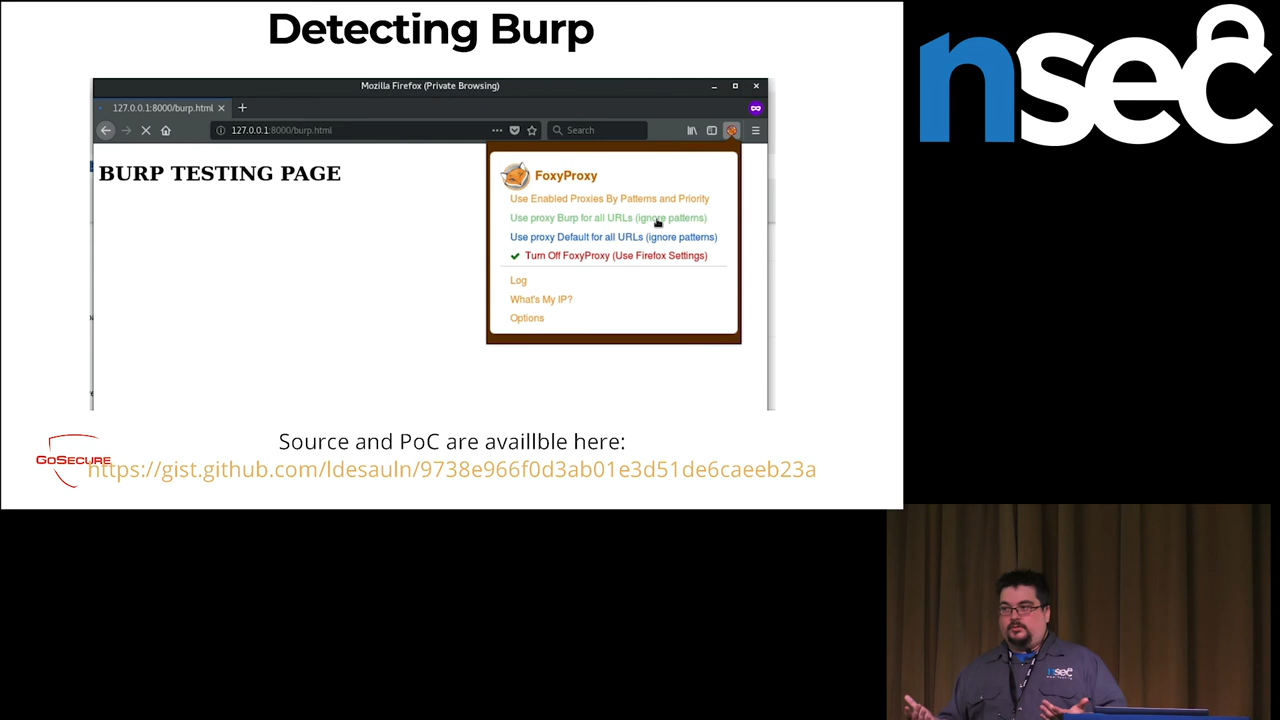 Detecting Burp
nsec
Mozilla Firefox (Private Browsing)
127.0.0.1:8000/burp.html
127.0.0.1:8000/burp.html
Search
BURP TESTING PAGE
FoxyProxy
Use Enabled Proxies By Patterns and Priority
Use proxy Burp for all URLs (ignore patterns)
Use proxy Default for all URLs (ignore patterns)
Turn Off FoxyProxy (Use Firefox Settings)
Log
What's My IP?
Options
Source and PoC are availlble here:
GoSecure
https://gist.github.com/ldesauln/9738e966f0d3ab01e3d51de6caeeb23a
nsec